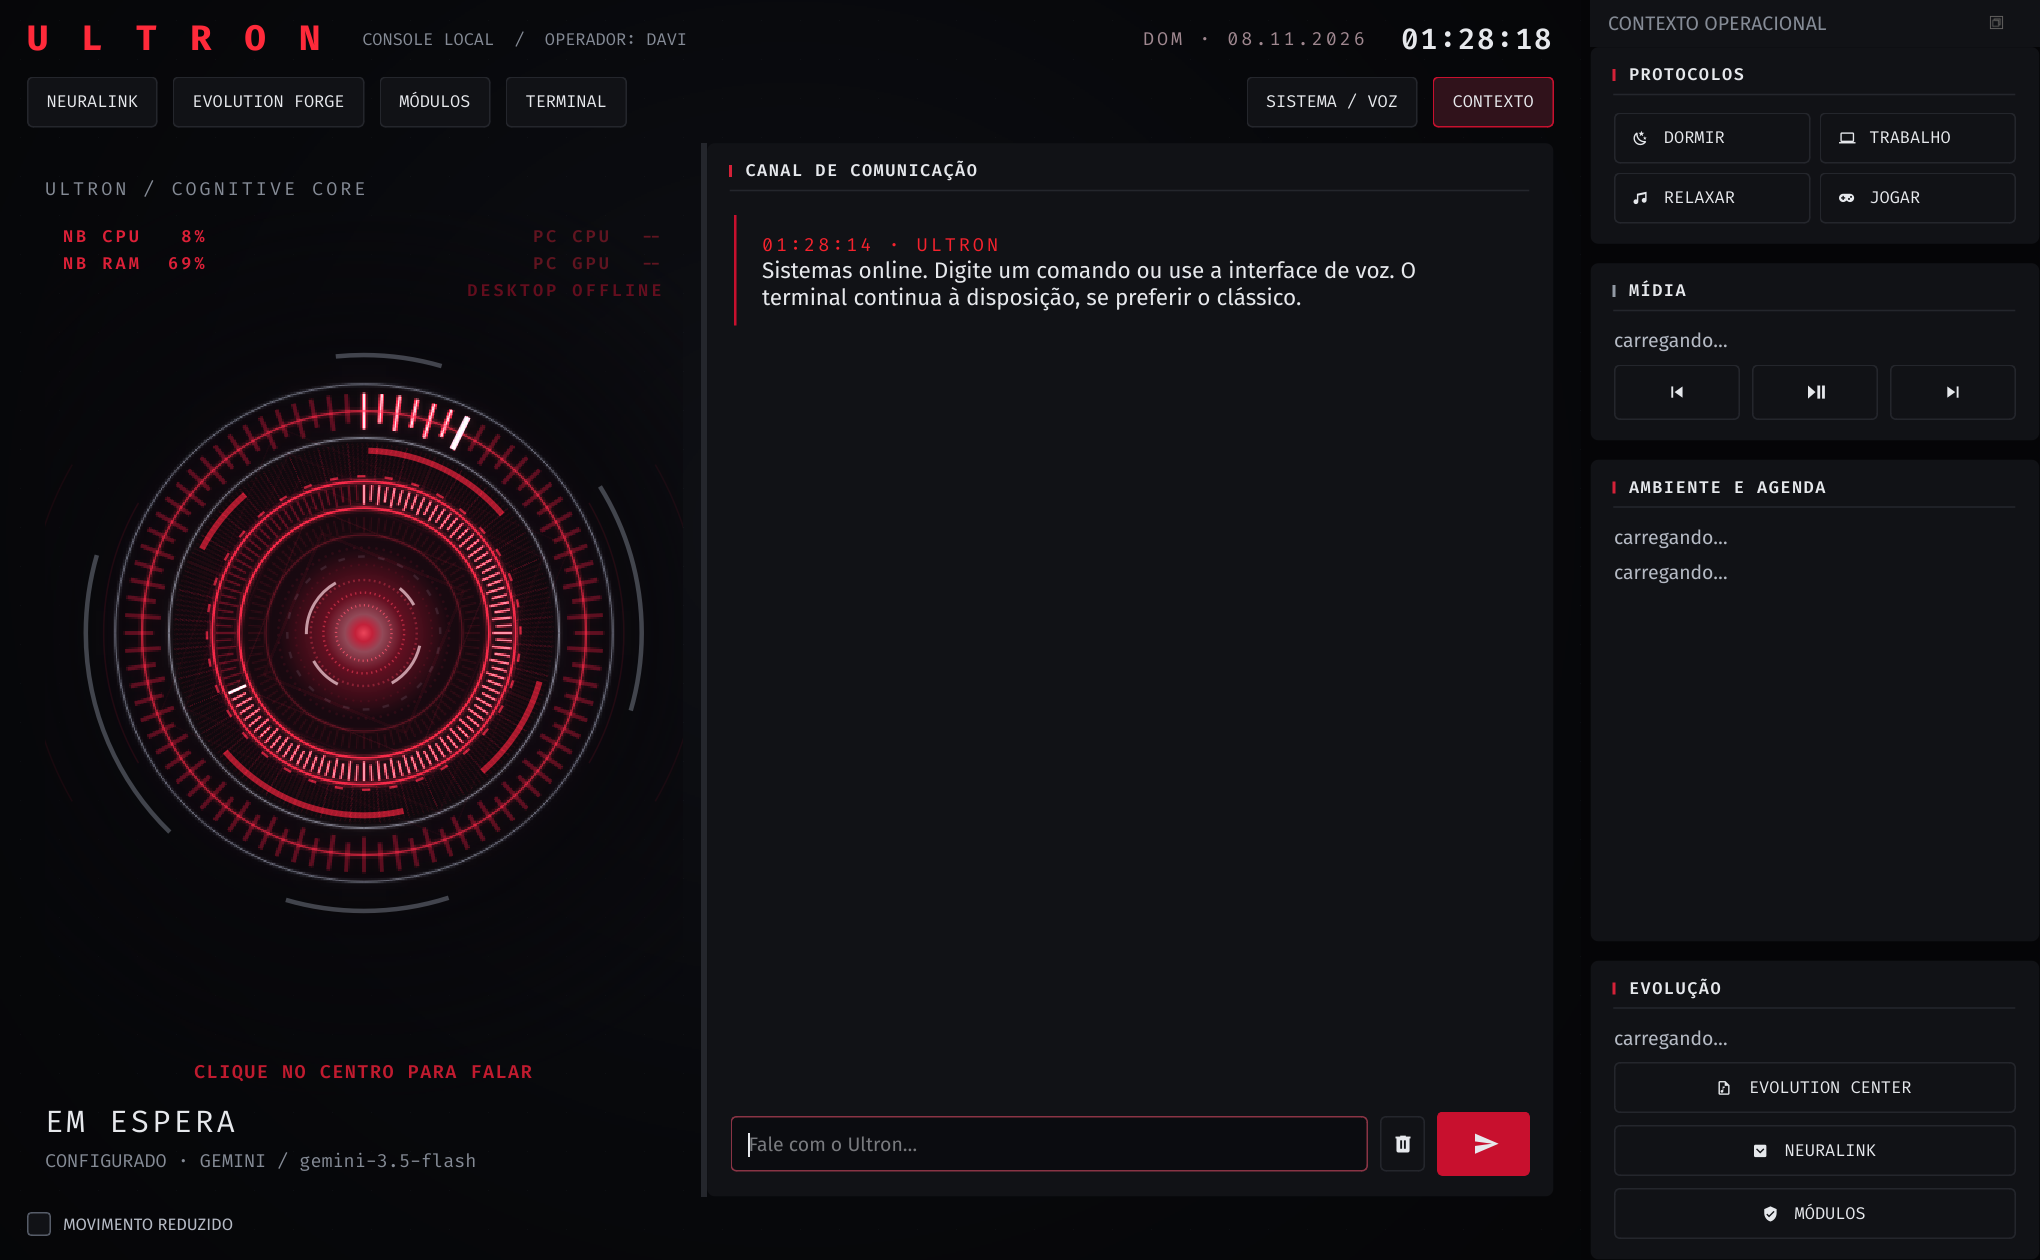 ULTRON
CONSOLE LOCAL / OPERADOR: DAVI
DOM · 08.11.2026
01:28:18
NEURALINK
EVOLUTION FORGE
MÓDULOS
TERMINAL
SISTEMA / VOZ
CONTEXTO
ULTRON / COGNITIVE CORE
NB CPU 8%
NB RAM 69%
PC CPU --
PC GPU --
DESKTOP OFFLINE
CLIQUE NO CENTRO PARA FALAR
EM ESPERA
CONFIGURADO · GEMINI / gemini-3.5-flash
MOVIMENTO REDUZIDO
CANAL DE COMUNICAÇÃO
01:28:14 · ULTRON
Sistemas online. Digite um comando ou use a interface de voz. O
terminal continua à disposição, se preferir o clássico.
Fale com o Ultron...
CONTEXTO OPERACIONAL
PROTOCOLOS
DORMIR
TRABALHO
RELAXAR
JOGAR
MÍDIA
carregando...
AMBIENTE E AGENDA
carregando...
carregando...
EVOLUÇÃO
carregando...
EVOLUTION CENTER
NEURALINK
MÓDULOS